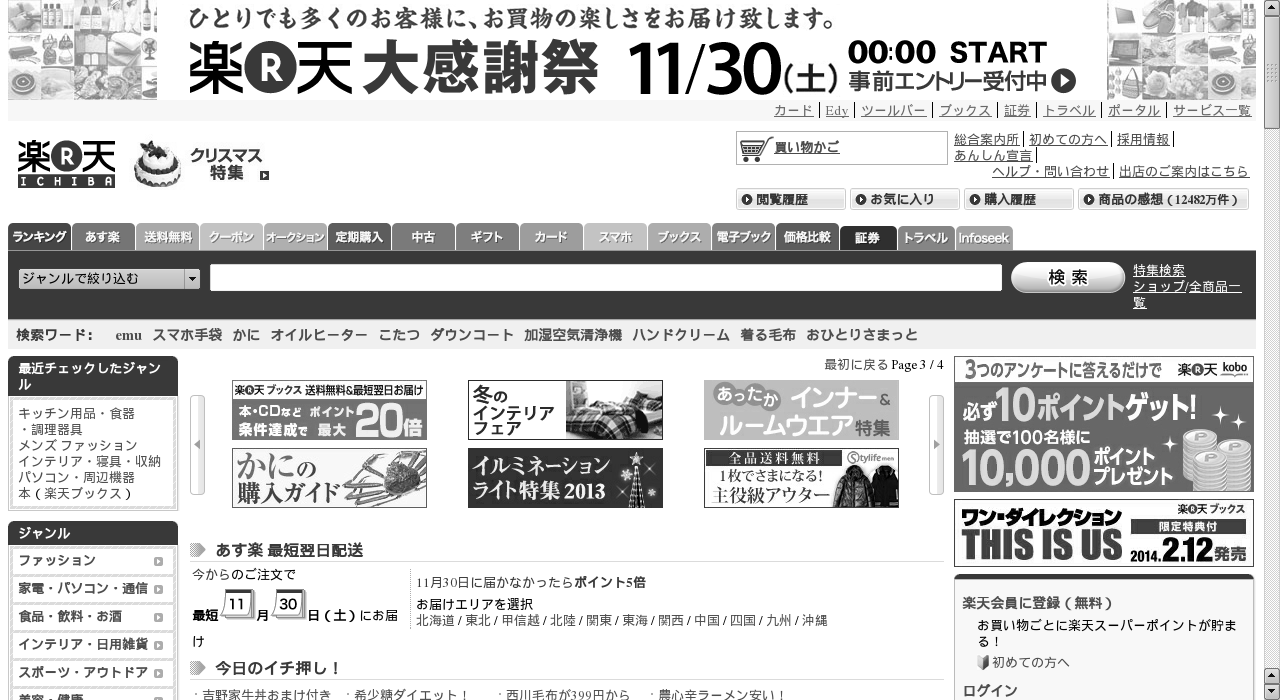 ひとりでも多くのお客様に、お買物の楽しさをお届け致します。
楽R天 大感謝祭 11/30(土) 00:00 START
事前エントリー受付中
カード | Edy | ツールバー | ブックス | 証券 | トラベル | ポータル | サービス一覧
楽R天
ICHIBA
クリスマス
特集
買い物かご
総合案内所 | 初めての方へ | 採用情報 |
あんしん宣言 |
ヘルプ・問い合わせ | 出店のご案内はこちら
閲覧履歴 お気に入り 購入履歴 商品の感想（12482万件）
ランキング あす楽 送料無料 クーポン オークション 定期購入 中古 ギフト カード スマホ ブックス 電子ブック 価格比較 証券 トラベル Infoseek
ジャンルで絞り込む
検索
特集検索
ショップ/全商品一
覧
検索ワード: emu スマホ手袋 かに オイルヒーター こたつ ダウンコート 加湿空気清浄機 ハンドクリーム 着る毛布 おひとりさまっと
最近チェックしたジャン
ル
キッチン用品・食器
・調理器具
メンズ ファッション
インテリア・寝具・収納
パソコン・周辺機器
本（楽天ブックス）
ジャンル
ファッション
家電・パソコン・通信
食品・飲料・お酒
インテリア・日用雑貨
スポーツ・アウトドア
美容・健康
最初に戻る Page 3 / 4
楽R天 ブックス 送料無料&最短翌日お届け
本・CDなど ポイント
条件達成で 最大 20倍
冬の
インテリア
フェア
あったか インナー&
ルームウエア特集
かにの
購入ガイド
イルミネーション
ライト特集 2013
全品送料無料 Stylife men
1枚でさまになる!
主役級アウター
あす楽 最短翌日配送
今からのご注文で
最短 11 月 30 日（土）にお届
け
11月30日に届かなかったらポイント5倍
お届けエリアを選択
北海道 / 東北 / 甲信越 / 北陸 / 関東 / 東海 / 関西 / 中国 / 四国 / 九州 / 沖縄
今日のイチ押し！
・吉野家牛丼おまけ付き ・希少糖ダイエット！ ・西川毛布が399円から ・農心辛ラーメン安い！
3つのアンケートに答えるだけで 楽R天 kobo
必ず10ポイントゲット!
抽選で100名様に
10,000ポイント
プレゼント
楽R天 ブックス
ワン・ダイレクション
THIS IS US
限定特典付
2014.2.12発売
楽天会員に登録（無料）
お買い物ごとに楽天スーパーポイントが貯ま
る！
初めての方へ
ログイン